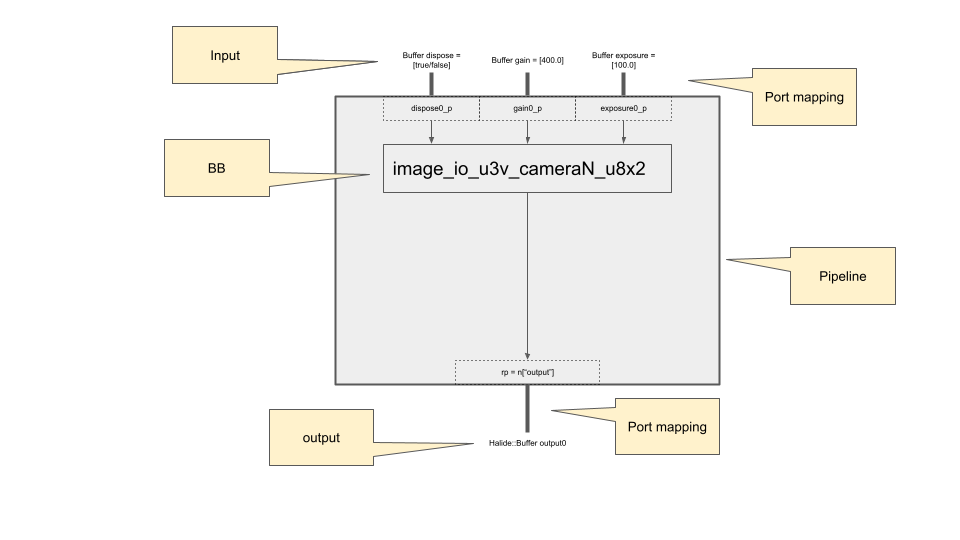 Input
Buffer dispose =
[true/false]
Buffer gain = [400.0]
Buffer exposure =
[100.0]
Port mapping
dispose0_p
gain0_p
exposure0_p
BB
image_io_u3v_cameraN_u8x2
Pipeline
rp = n["output"]
output
Port mapping
Halide::Buffer output0